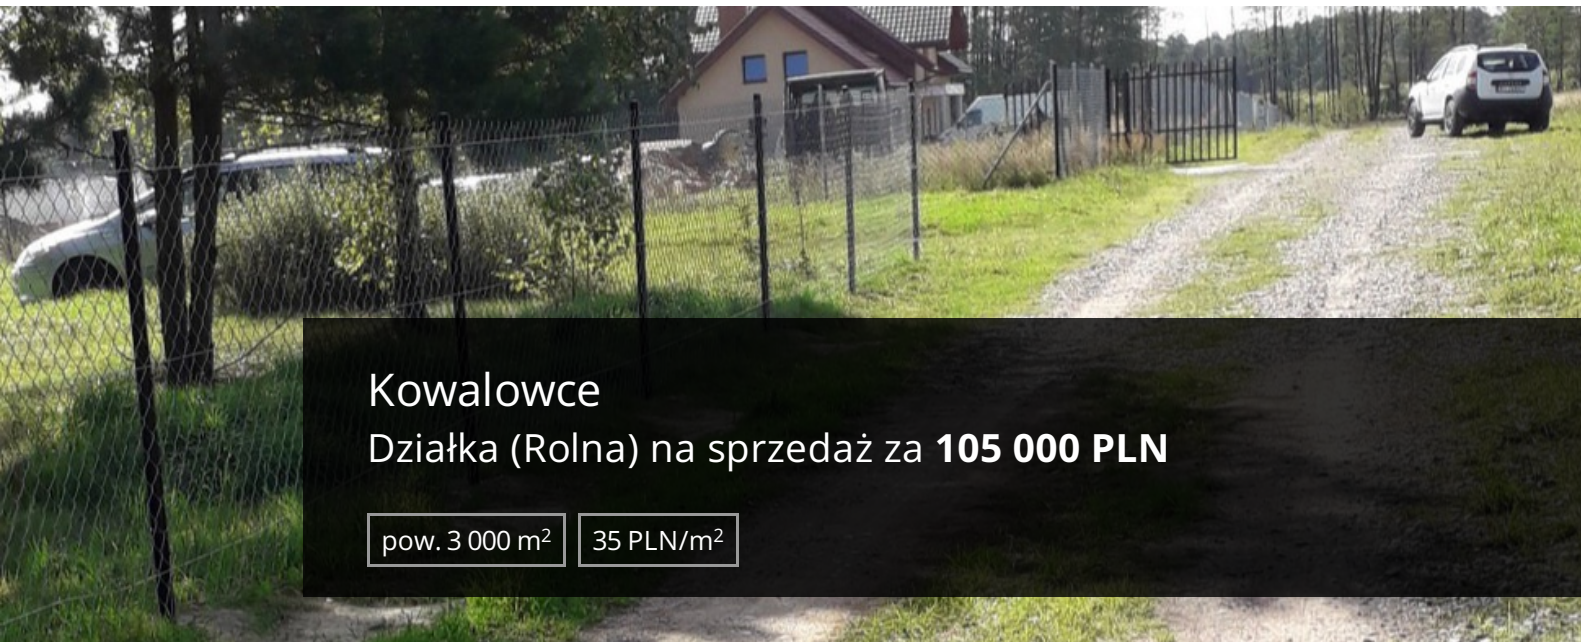 Kowalowce
Działka (Rolna) na sprzedaż za 105 000 PLN
pow. 3 000 m²
35 PLN/m²